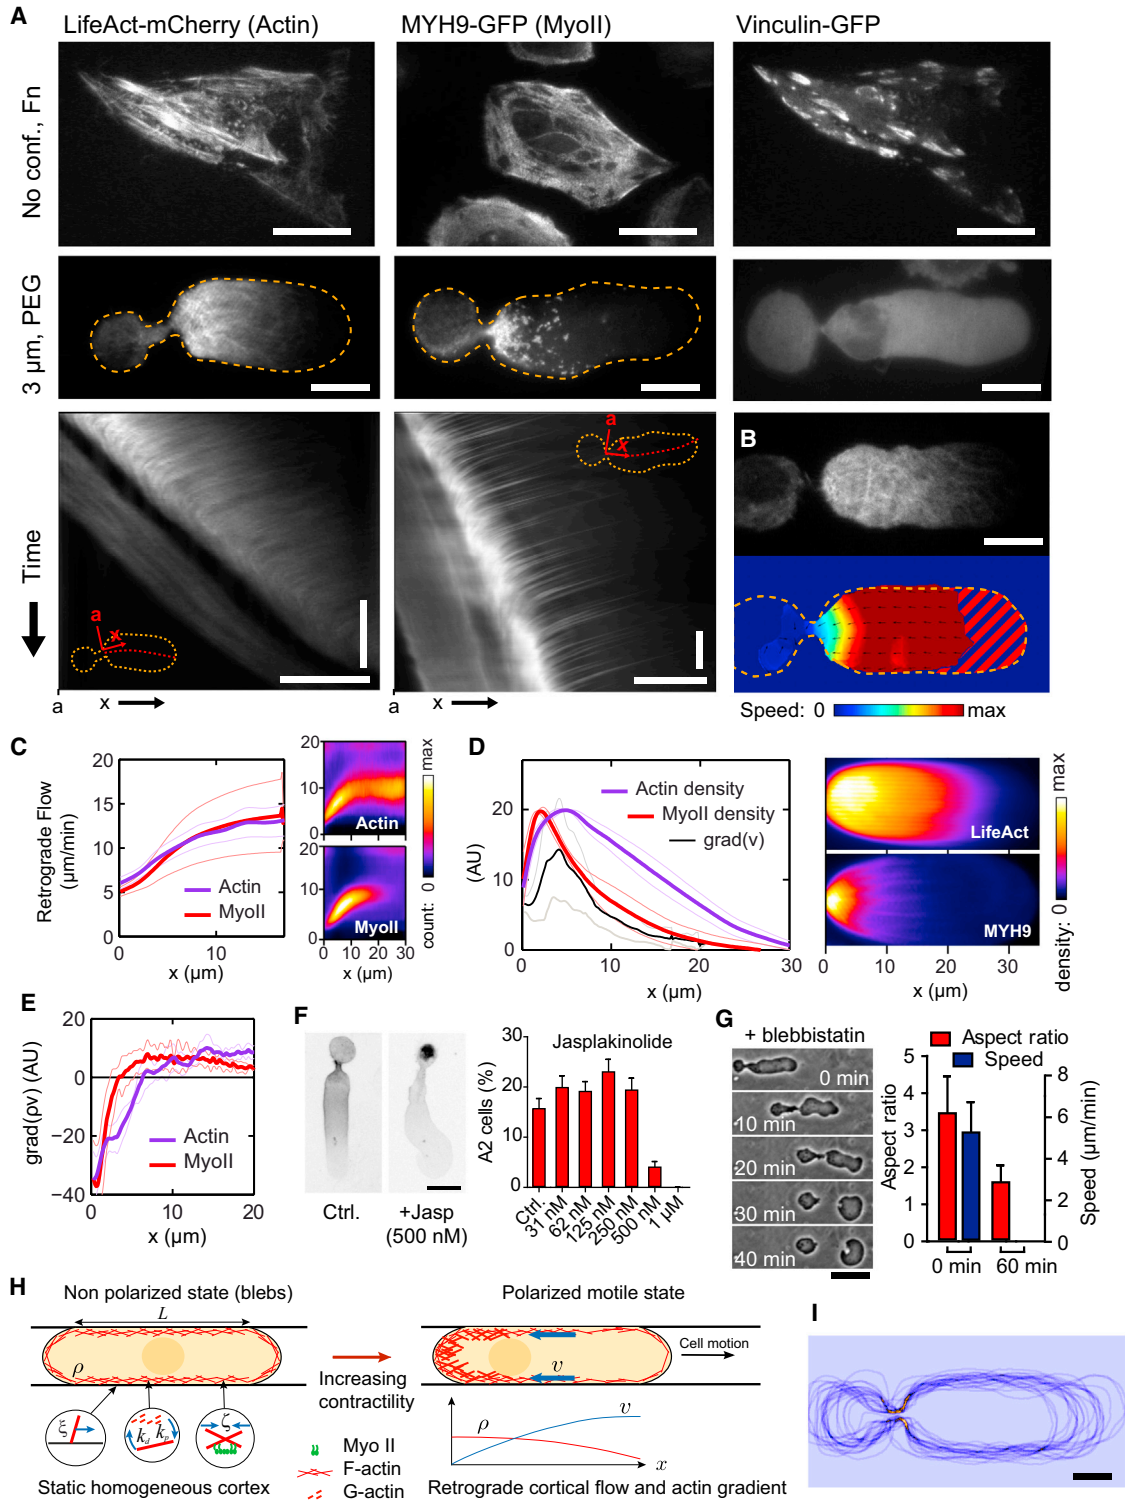 A
LifeAct-mCherry (Actin)
MYH9-GFP (MyoII)
Vinculin-GFP
No conf., Fn
3 µm, PEG
Time
a
x
a
x
a
x
a
x
B
Speed: 0 max
C
Retrograde Flow
(µm/min)
20
15
10
5
0
0 10
x (µm)
Actin
MyoII
20
10
0
Actin
20
10
0
MyoII
0 10 20 30
x (µm)
count: 0 max
D
(AU)
20
10
0
0 10 20 30
x (µm)
Actin density
MyoII density
grad(v)
LifeAct
MYH9
0 10 20 30
x (µm)
density: 0 max
E
grad(ρv) (AU)
20
0
−20
−40
0 10 20
x (µm)
Actin
MyoII
F
Ctrl.
+Jasp
(500 nM)
Jasplakinolide
A2 cells (%)
30
20
10
0
Ctrl.
31 nM
62 nM
125 nM
250 nM
500 nM
1 µM
G
+ blebbistatin
0 min
10 min
20 min
30 min
40 min
Aspect ratio
Speed
Aspect ratio
5
4
3
2
1
0
Speed (µm/min)
8
6
4
2
0
0 min 60 min
H
Non polarized state (blebs)
L
ρ
ξ
k_d k_p
ζ
Static homogeneous cortex
Increasing
contractility
Myo II
F-actin
G-actin
Polarized motile state
v
Cell motion
ρ
v
x
Retrograde cortical flow and actin gradient
I